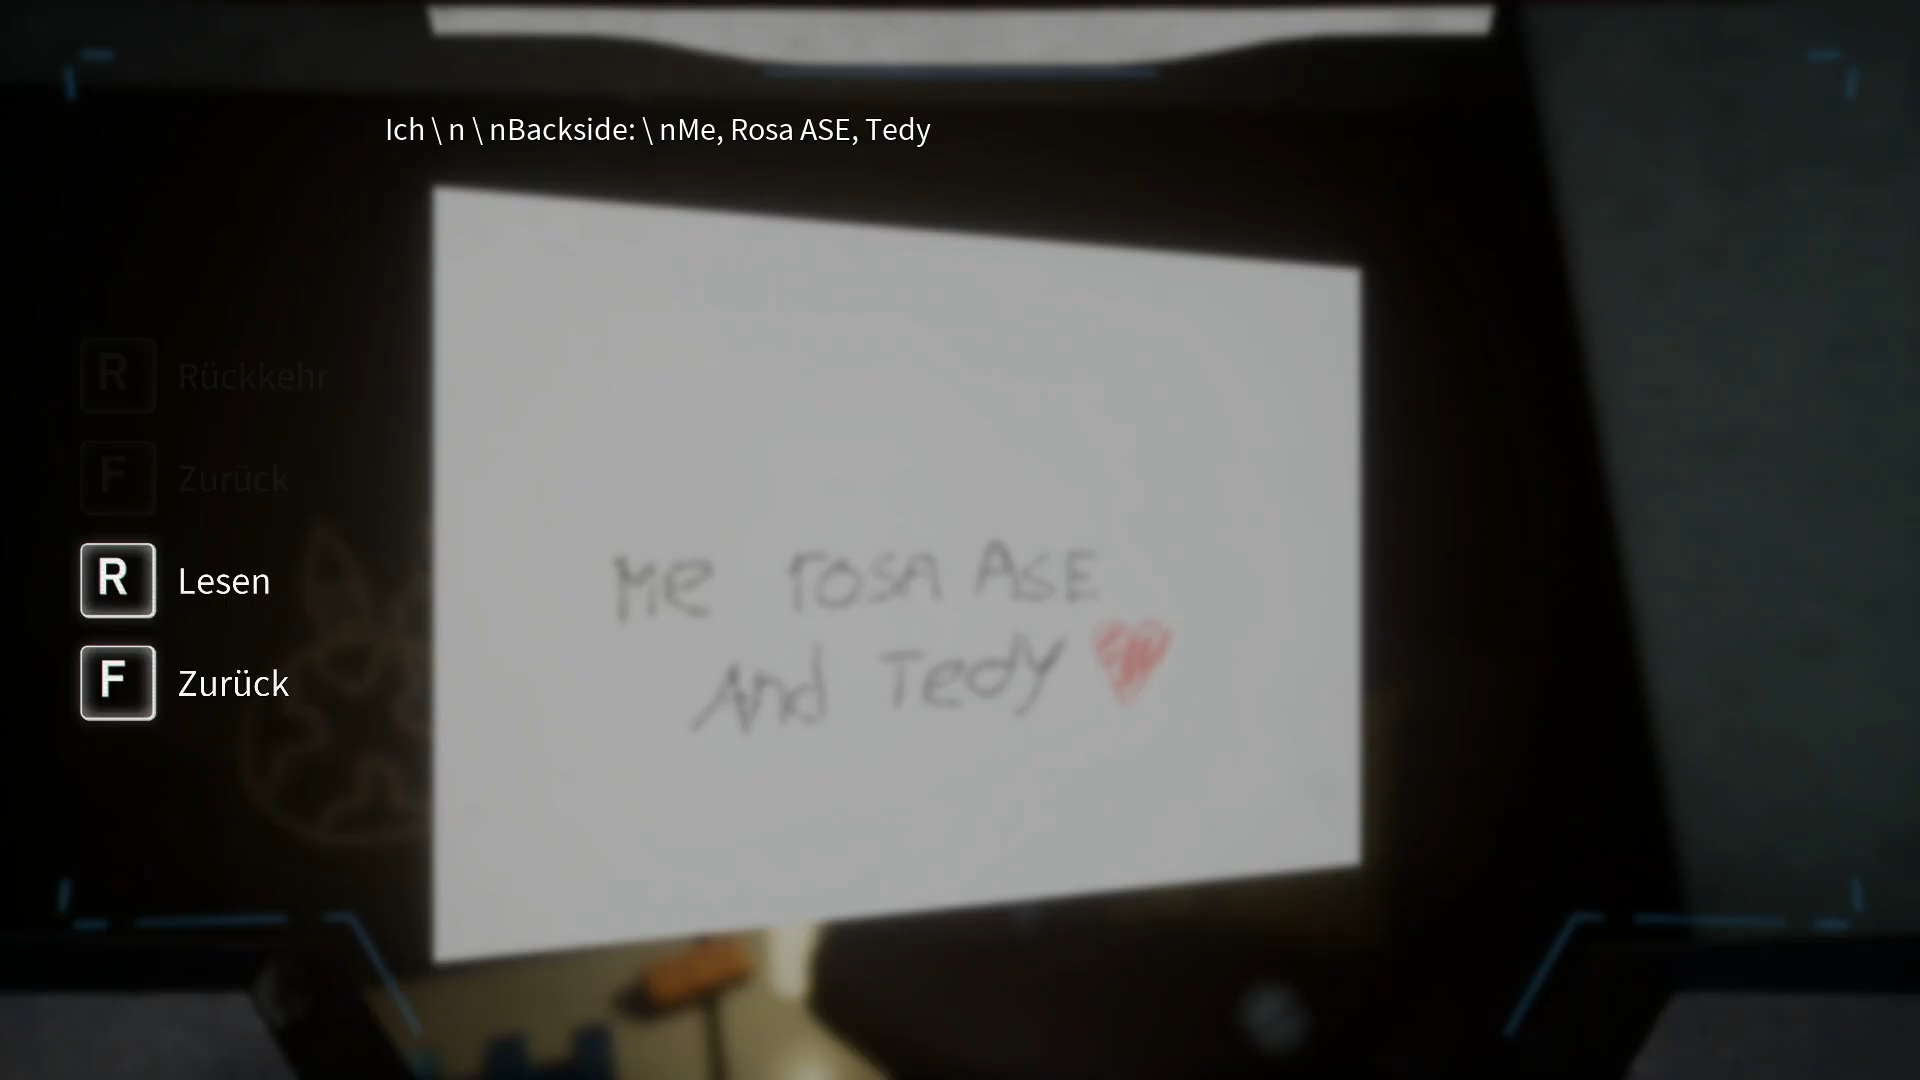 Ich \ n \ nBackside: \ nMe, Rosa ASE, Tedy
R Rückkehr
F Zurück
R Lesen
F Zurück
Me rosA ASE
And Tedy